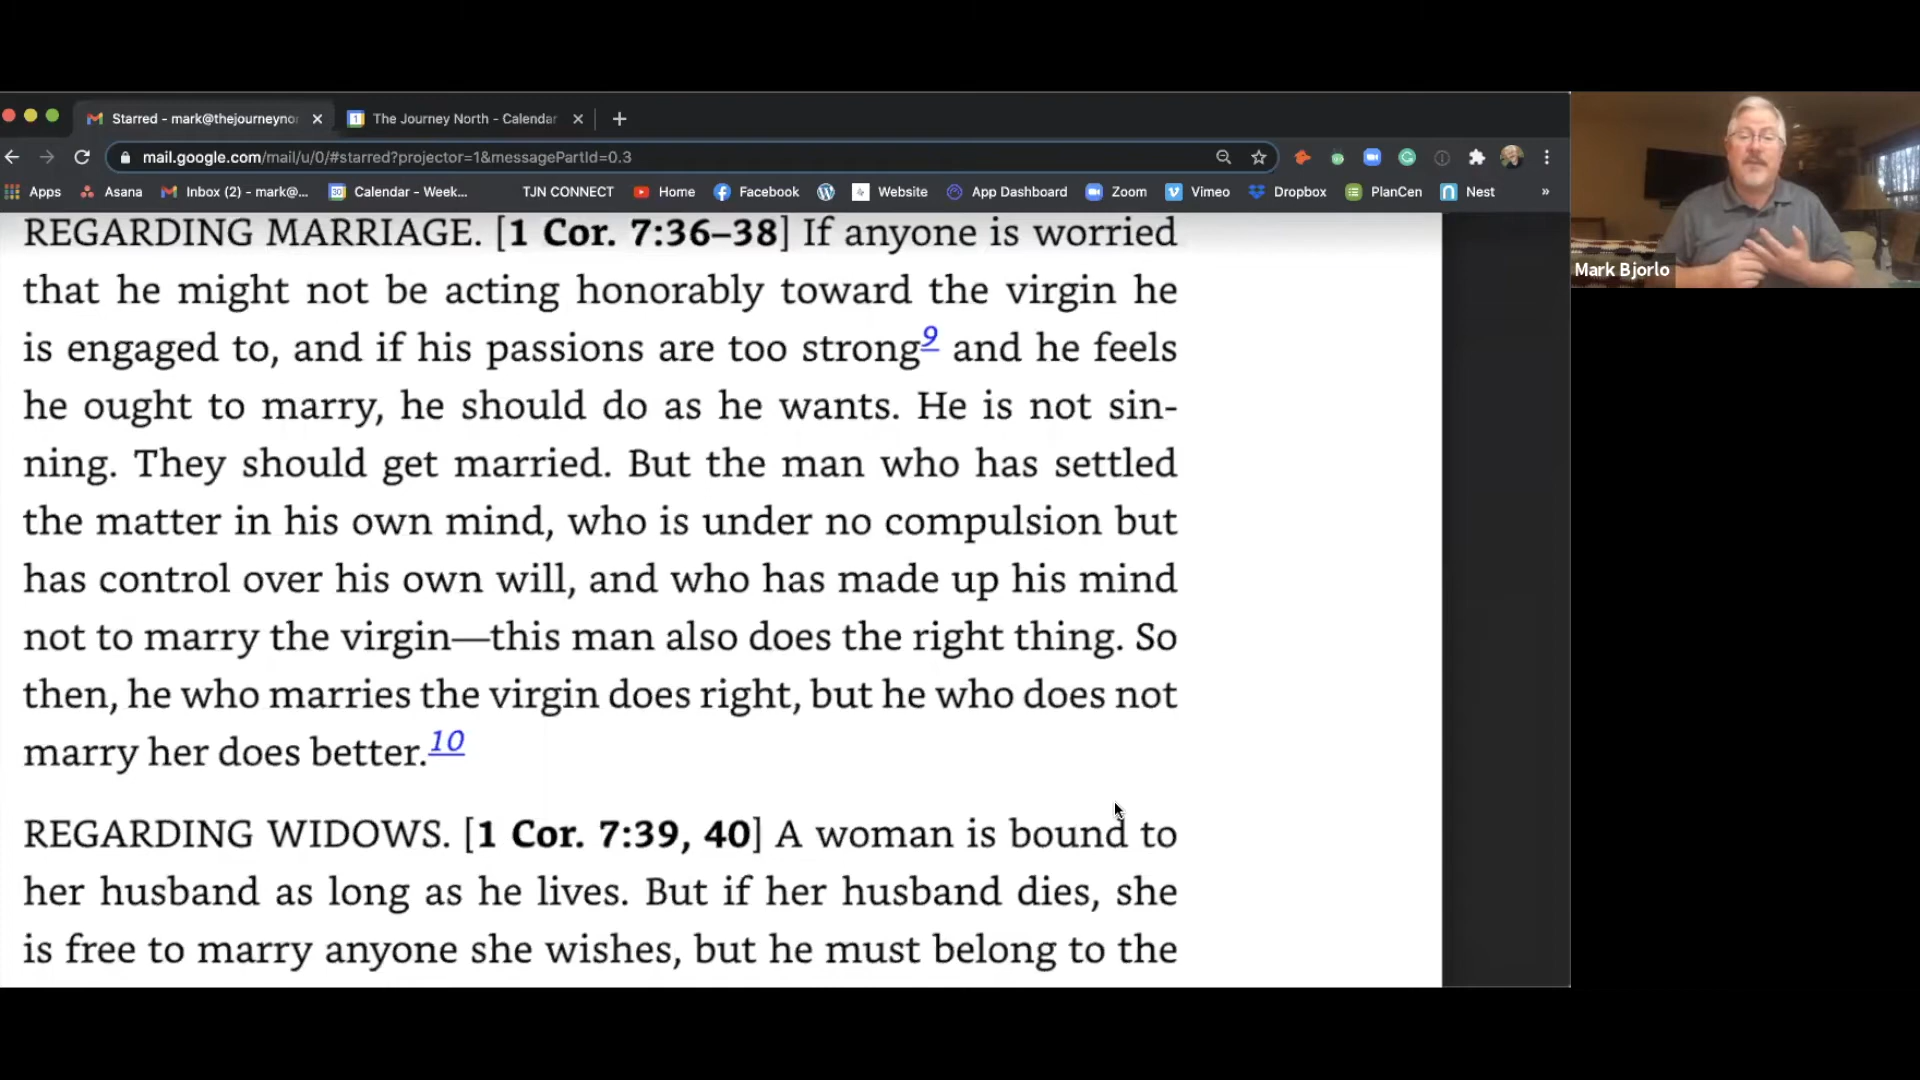 Starred - mark@thejourneyno
The Journey North - Calendar
mail.google.com/mail/u/0/#starred?projector=1&messagePartId=0.3
Apps Asana Inbox (2) - mark@... Calendar - Week... TJN CONNECT Home Facebook Website App Dashboard Zoom Vimeo Dropbox PlanCen Nest »
REGARDING MARRIAGE. [1 Cor. 7:36–38] If anyone is worried
that he might not be acting honorably toward the virgin he
is engaged to, and if his passions are too strong9 and he feels
he ought to marry, he should do as he wants. He is not sin-
ning. They should get married. But the man who has settled
the matter in his own mind, who is under no compulsion but
has control over his own will, and who has made up his mind
not to marry the virgin—this man also does the right thing. So
then, he who marries the virgin does right, but he who does not
marry her does better.10
REGARDING WIDOWS. [1 Cor. 7:39, 40] A woman is bound to
her husband as long as he lives. But if her husband dies, she
is free to marry anyone she wishes, but he must belong to the
Mark Bjorlo